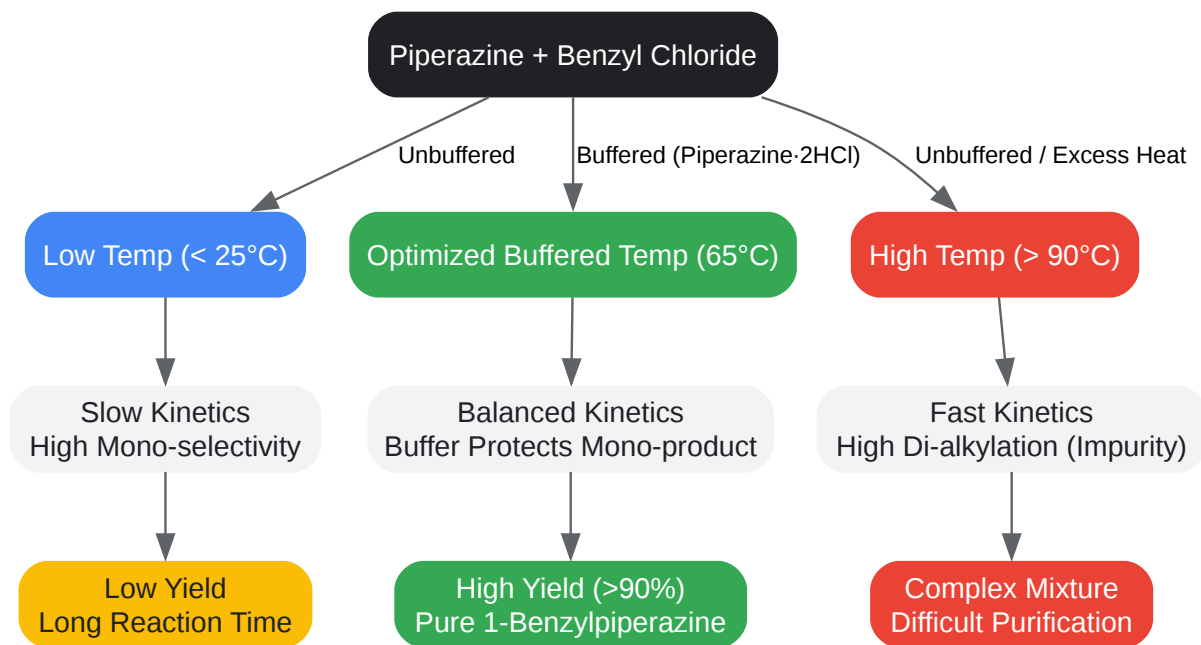 Piperazine + Benzyl Chloride
Unbuffered
Buffered (Piperazine·2HCl)
Unbuffered / Excess Heat
Low Temp (< 25°C)
Optimized Buffered Temp (65°C)
High Temp (> 90°C)
Slow Kinetics
High Mono-selectivity
Balanced Kinetics
Buffer Protects Mono-product
Fast Kinetics
High Di-alkylation (Impurity)
Low Yield
Long Reaction Time
High Yield (>90%)
Pure 1-Benzylpiperazine
Complex Mixture
Difficult Purification